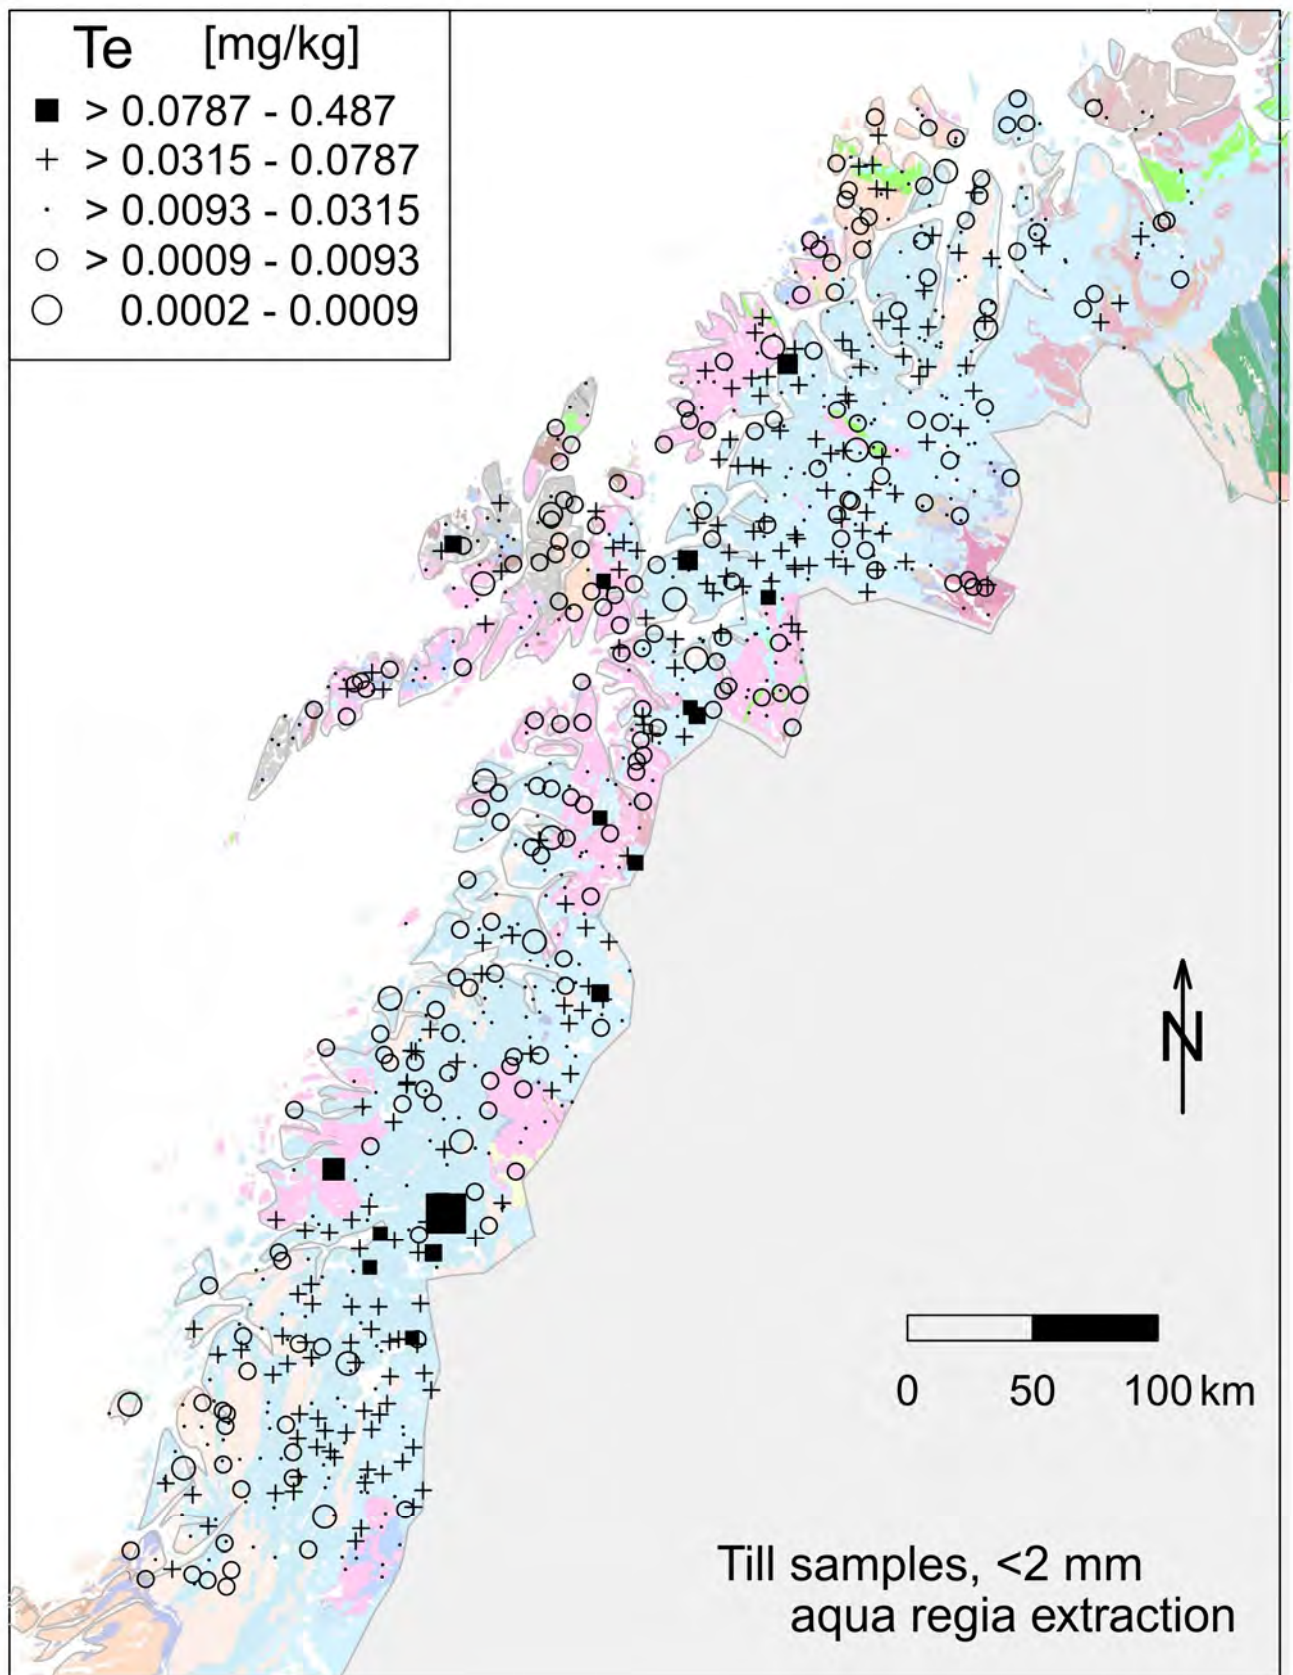 Te [mg/kg]
> 0.0787 - 0.487
> 0.0315 - 0.0787
> 0.0093 - 0.0315
> 0.0009 - 0.0093
0.0002 - 0.0009
N
0 50 100 km
Till samples, <2 mm
aqua regia extraction